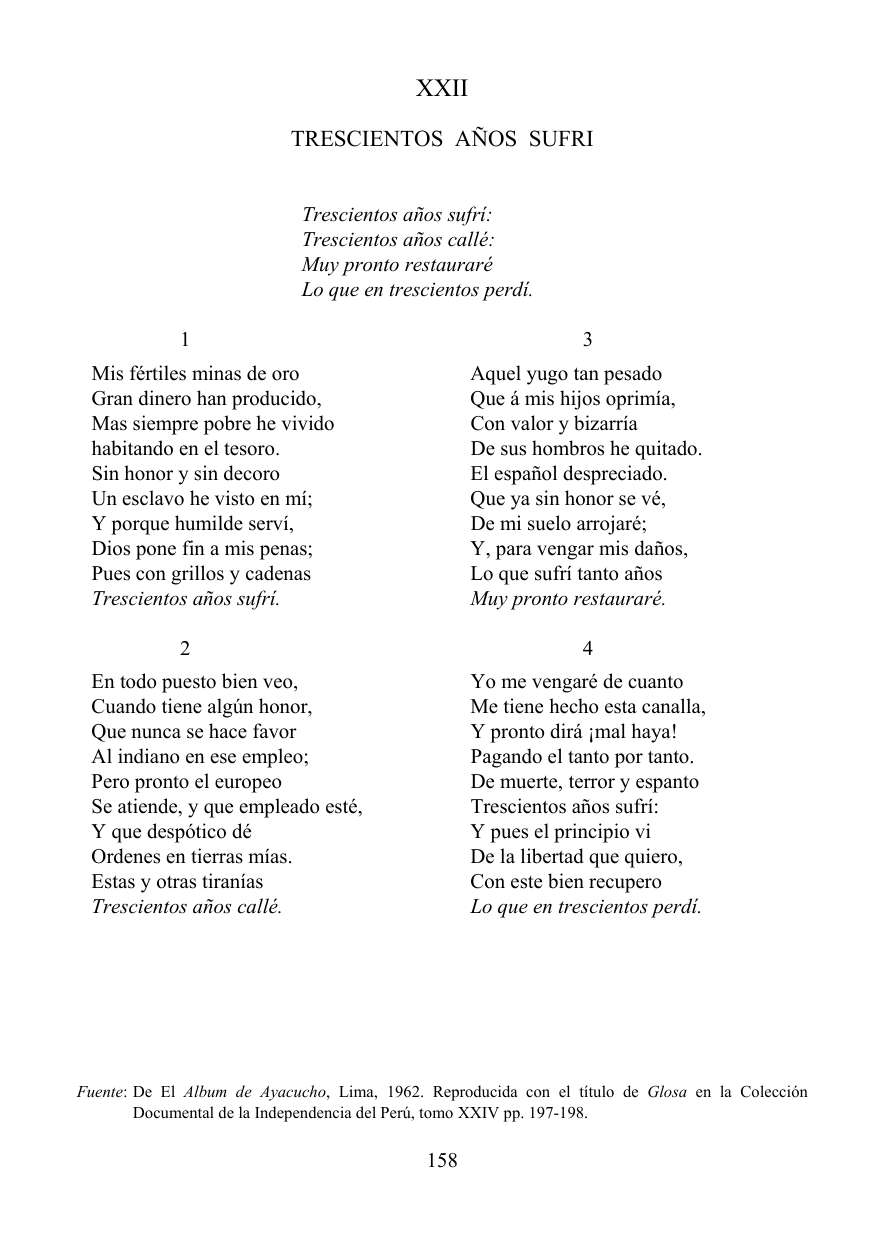 XXII
TRESCIENTOS AÑOS SUFRI
Trescientos años sufrí:
Trescientos años callé:
Muy pronto restauraré
Lo que en trescientos perdí.
1
Mis fértiles minas de oro
Gran dinero han producido,
Mas siempre pobre he vivido
habitando en el tesoro.
Sin honor y sin decoro
Un esclavo he visto en mí;
Y porque humilde serví,
Dios pone fin a mis penas;
Pues con grillos y cadenas
Trescientos años sufrí.
2
En todo puesto bien veo,
Cuando tiene algún honor,
Que nunca se hace favor
Al indiano en ese empleo;
Pero pronto el europeo
Se atiende, y que empleado esté,
Y que despótico dé
Ordenes en tierras mías.
Estas y otras tiranías
Trescientos años callé.
3
Aquel yugo tan pesado
Que á mis hijos oprimía,
Con valor y bizarría
De sus hombros he quitado.
El español despreciado.
Que ya sin honor se vé,
De mi suelo arrojaré;
Y, para vengar mis daños,
Lo que sufrí tanto años
Muy pronto restauraré.
4
Yo me vengaré de cuanto
Me tiene hecho esta canalla,
Y pronto dirá ¡mal haya!
Pagando el tanto por tanto.
De muerte, terror y espanto
Trescientos años sufrí:
Y pues el principio vi
De la libertad que quiero,
Con este bien recupero
Lo que en trescientos perdí.
Fuente: De El Album de Ayacucho, Lima, 1962. Reproducida con el título de Glosa en la Colección
Documental de la Independencia del Perú, tomo XXIV pp. 197-198.
158